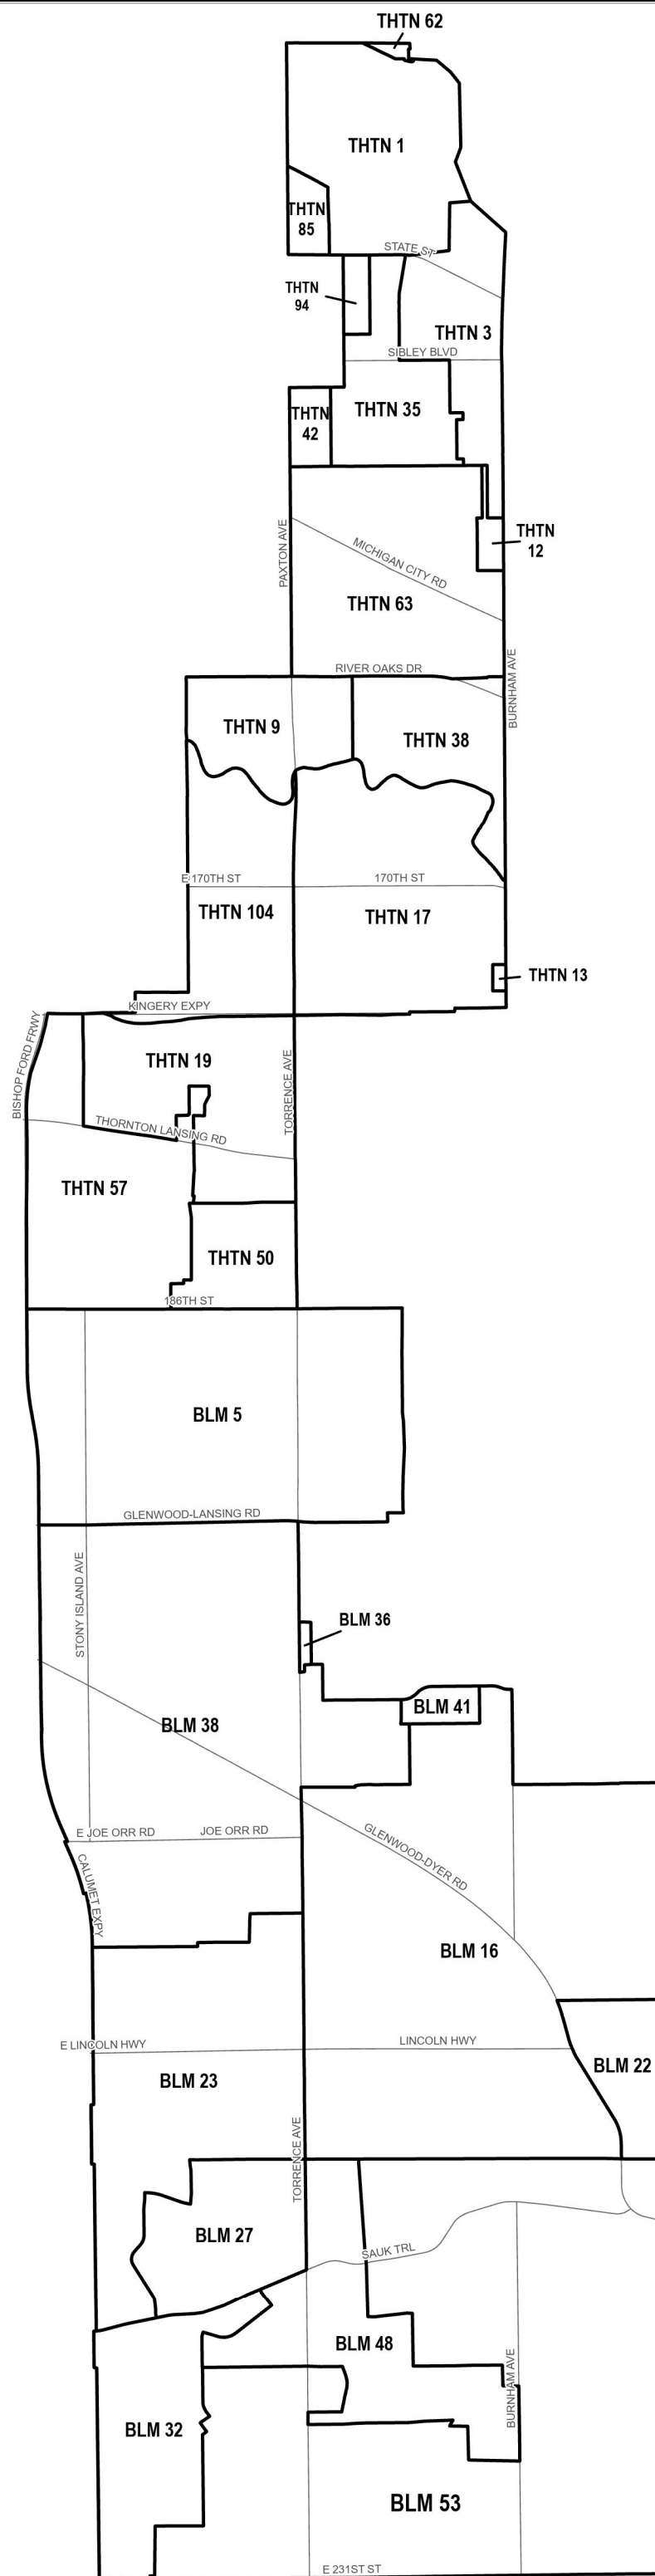 THTN 62
THTN 1
THTN
85
STATE ST
THTN
94
THTN 3
SIBLEY BLVD
THTN 35
THTN
42
PAXTON AVE
MICHIGAN CITY RD
THTN
12
THTN 63
RIVER OAKS DR
BURNHAM AVE
THTN 9
THTN 38
E 170TH ST
170TH ST
THTN 104
THTN 17
THTN 13
KINGERY EXPY
BISHOP FORD FRWY
THTN 19
TORRENCE AVE
THORNTON LANSING RD
THTN 57
THTN 50
186TH ST
BLM 5
GLENWOOD-LANSING RD
STONY ISLAND AVE
BLM 36
BLM 41
BLM 38
E JOE ORR RD
JOE ORR RD
GLENWOOD-DYER RD
CALUMET EXPY
BLM 16
E LINCOLN HWY
LINCOLN HWY
BLM 22
BLM 23
TORRENCE AVE
BLM 27
SAUK TRL
BLM 48
BURNHAM AVE
BLM 32
BLM 53
E 231ST ST